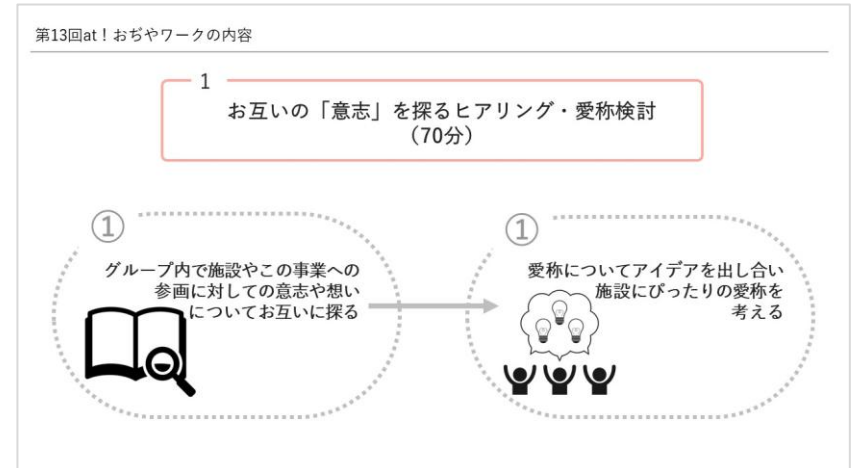 第13回at！おぢやワークの内容
1
お互いの「意志」を探るヒアリング・愛称検討
（70分）
①
グループ内で施設やこの事業への
参画に対しての意志や想い
についてお互いに探る
①
愛称についてアイデアを出し合い
施設にぴったりの愛称を
考える